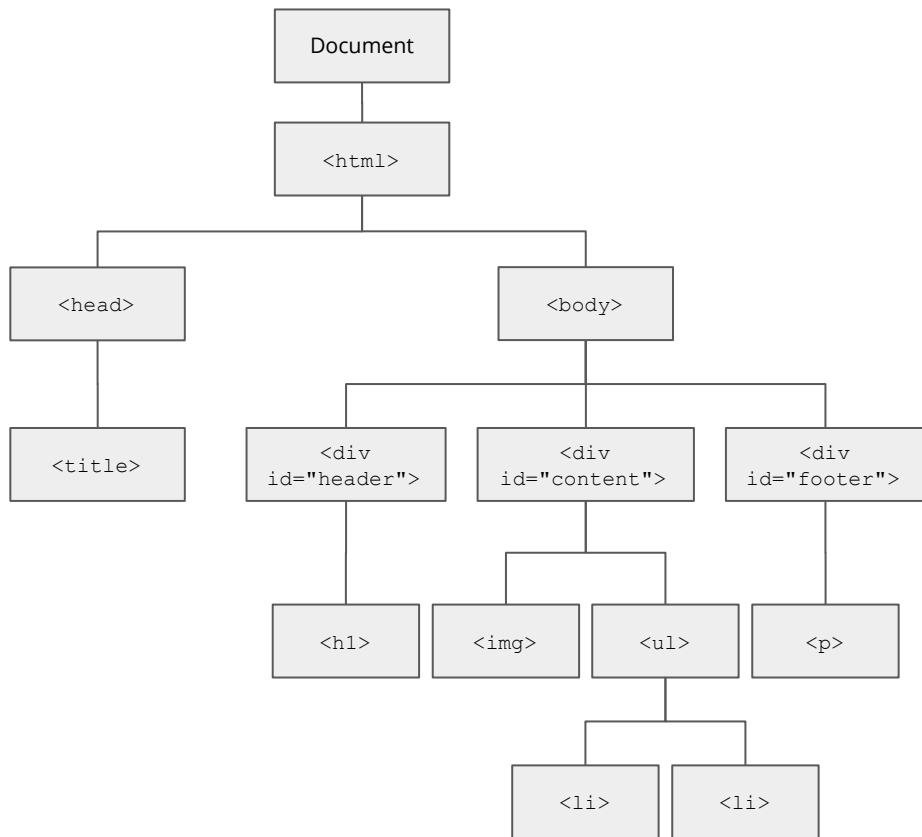 Document
<html>
<head>
<body>
<title>
<div
id="header">
<div
id="content">
<div
id="footer">
<h1>
<img>
<ul>
<p>
<li>
<li>